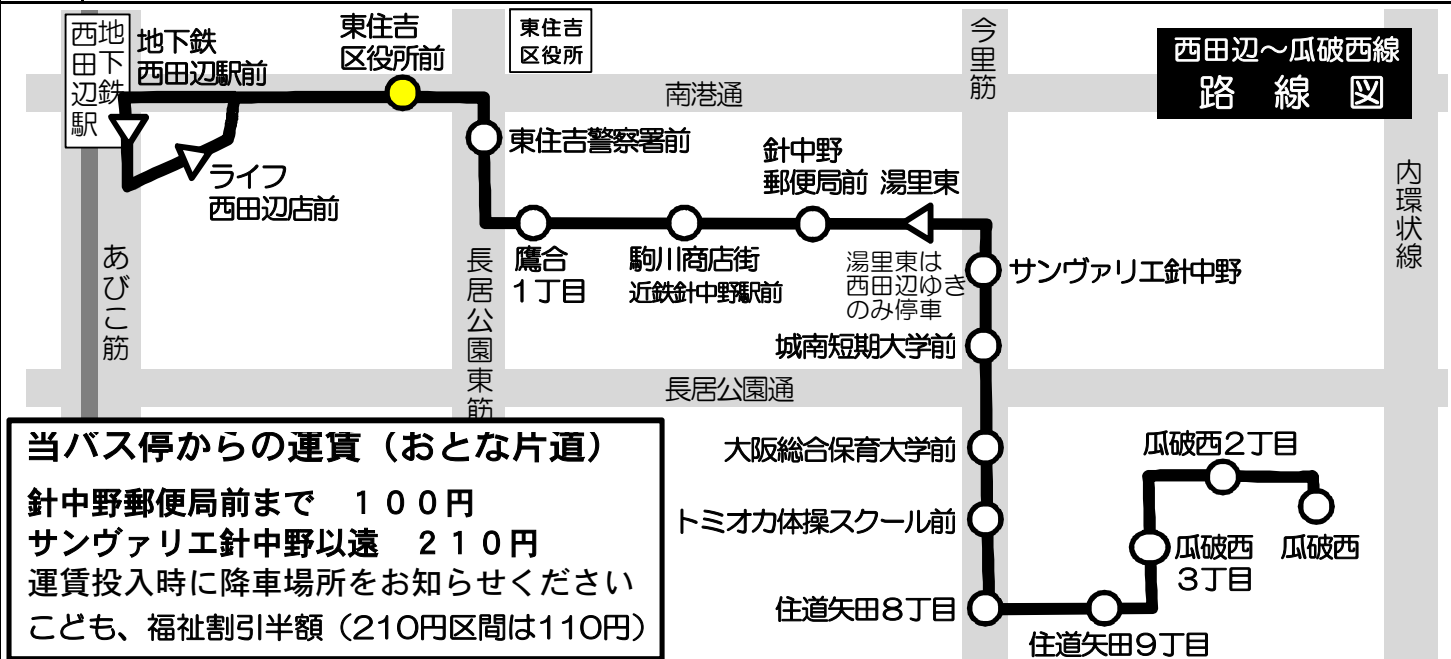 西田辺～瓜破西線
路線図
地下鉄
西田辺駅
地下鉄
西田辺駅前
東住吉
区役所前
東住吉
区役所
今里筋
南港通
内環状線
東住吉警察署前
ライフ
西田辺店前
針中野
郵便局前
湯里東
あびこ筋
長居公園東筋
鷹合
1丁目
駒川商店街
近鉄針中野駅前
湯里東は
西田辺ゆき
のみ停車
サンヴァリエ針中野
城南短期大学前
長居公園通
大阪総合保育大学前
トミオカ体操スクール前
住道矢田8丁目
住道矢田9丁目
瓜破西2丁目
瓜破西
3丁目
瓜破西
当バス停からの運賃（おとな片道）
針中野郵便局前まで　１００円
サンヴァリエ針中野以遠　２１０円
運賃投入時に降車場所をお知らせください
こども、福祉割引半額（210円区間は110円）